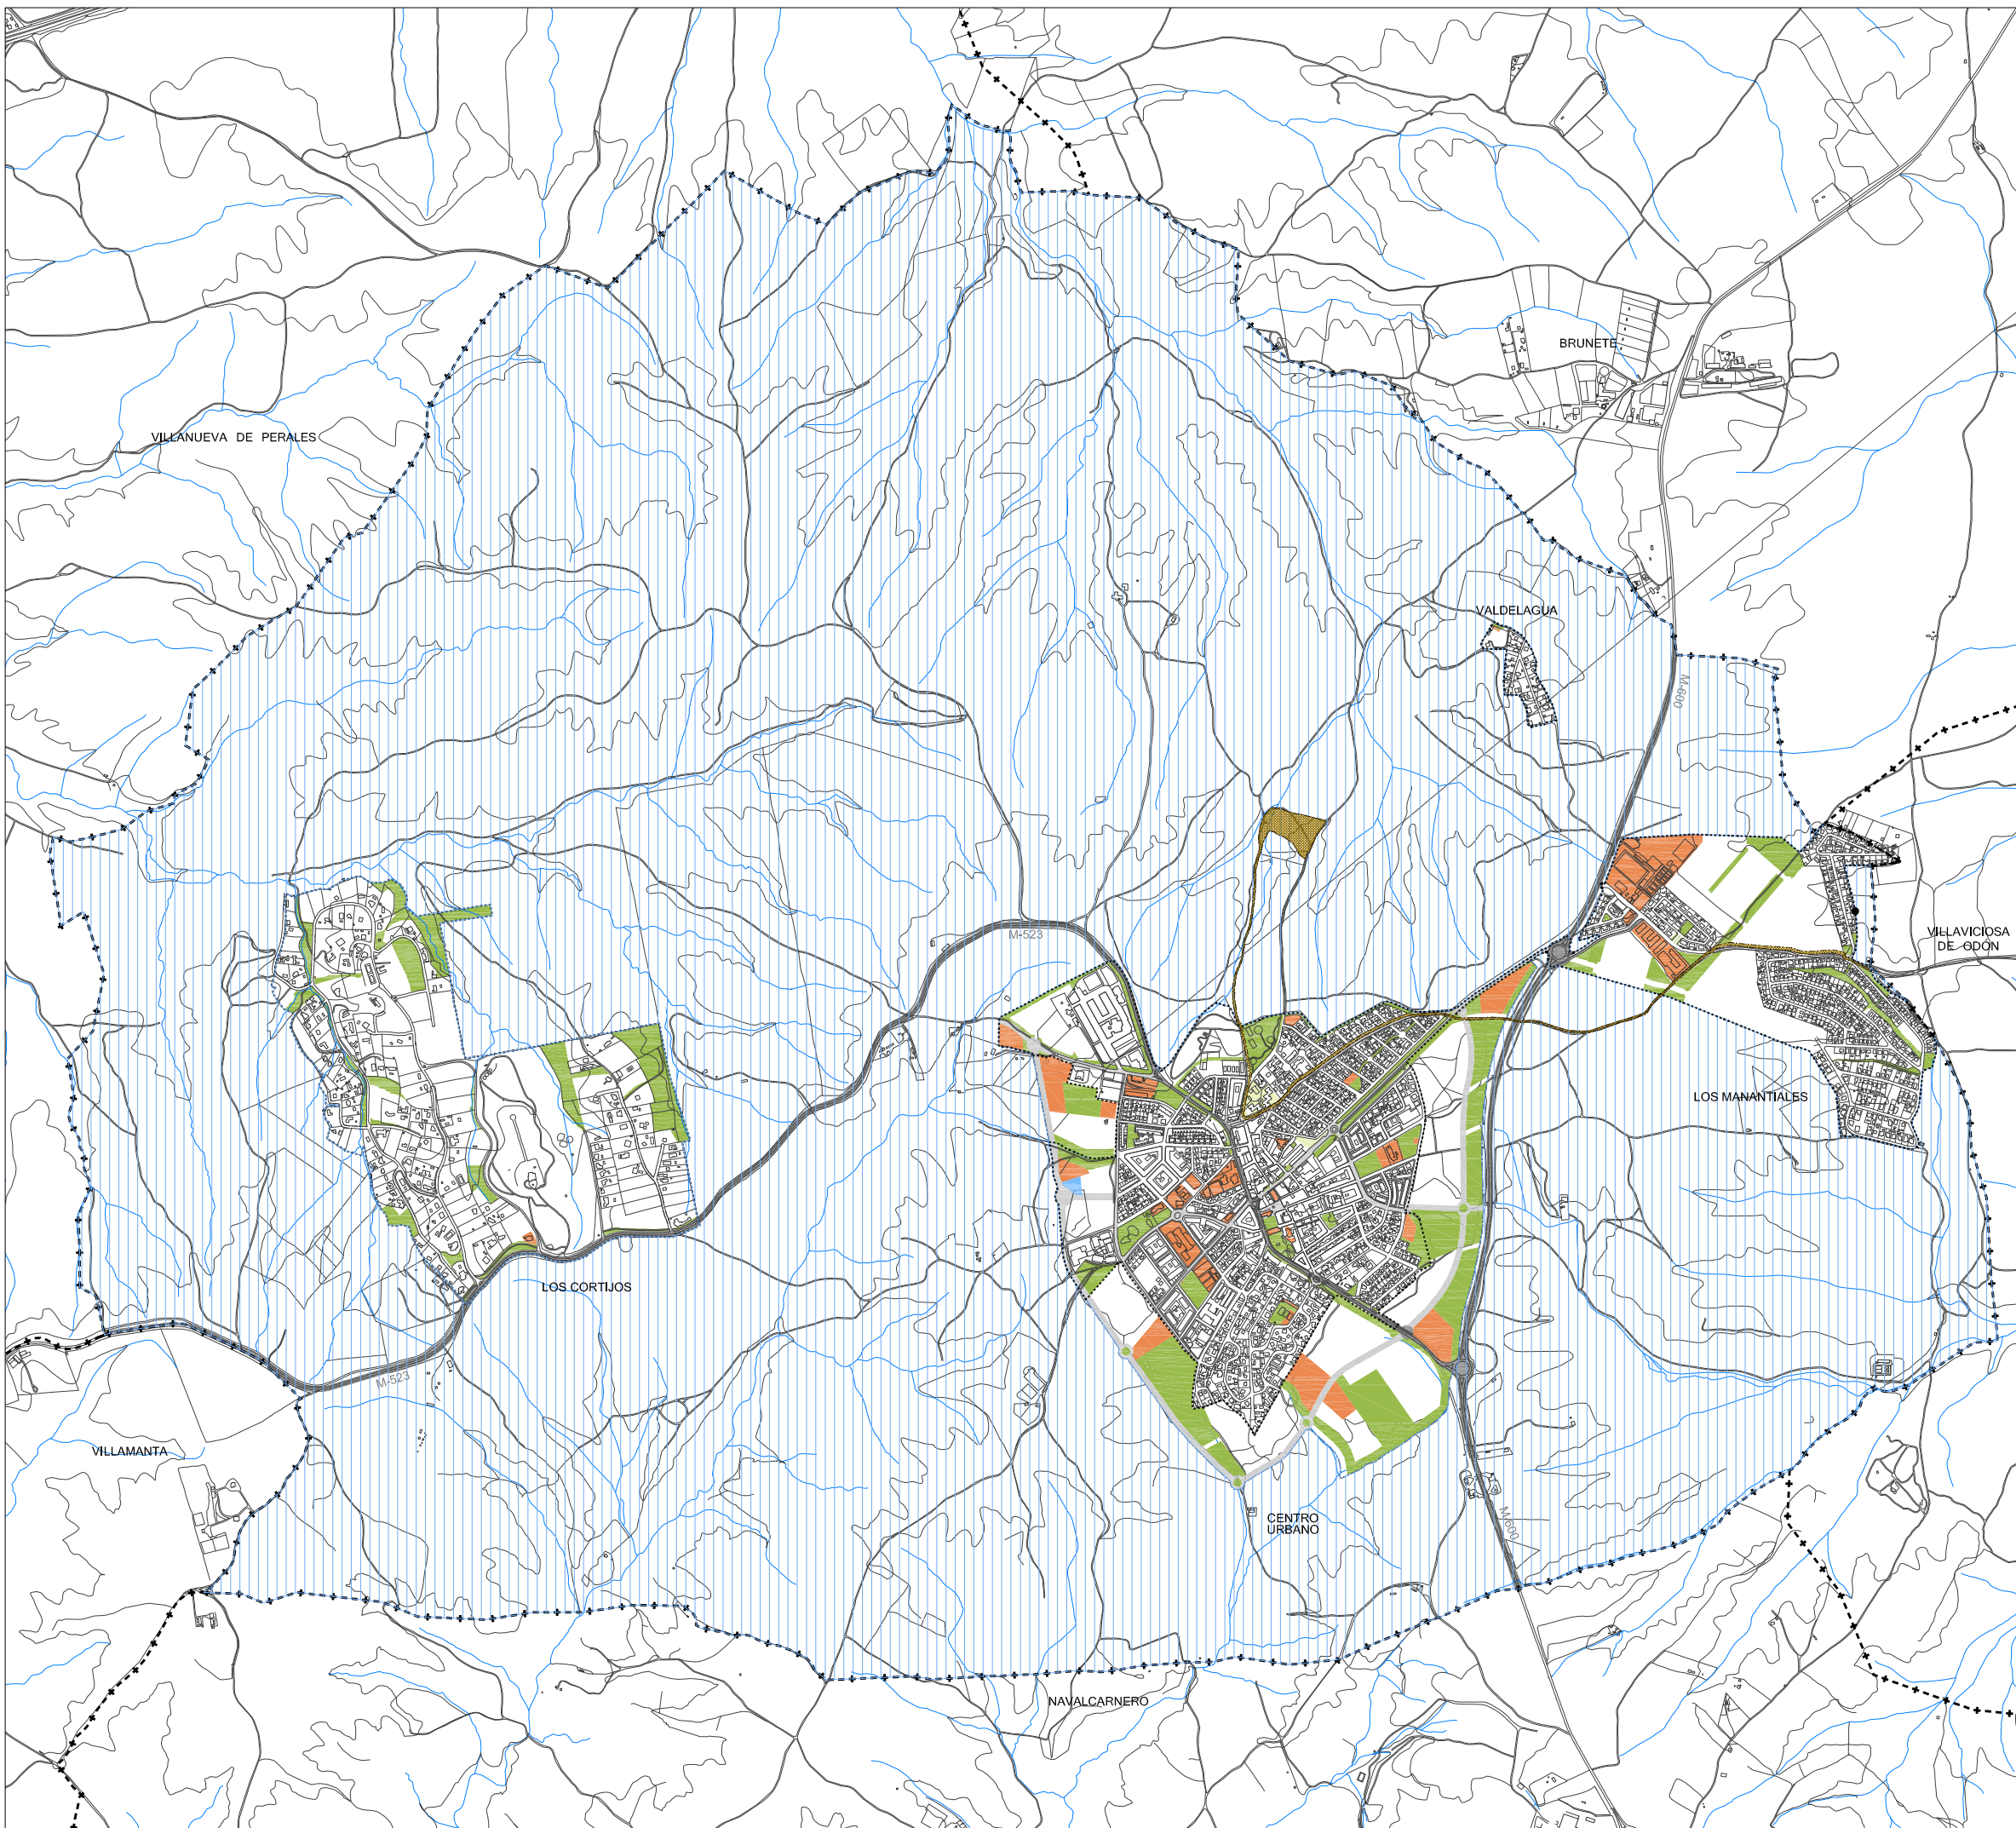 BRUNETE
VILLANUEVA DE PERALES
VALDELAGUA
M-600
VILLAVICIOSA
DE ODÓN
M-523
LOS MANANTIALES
LOS CORTIJOS
M-523
VILLAMANTA
CENTRO
URBANO
M-600
NAVALCARNERO